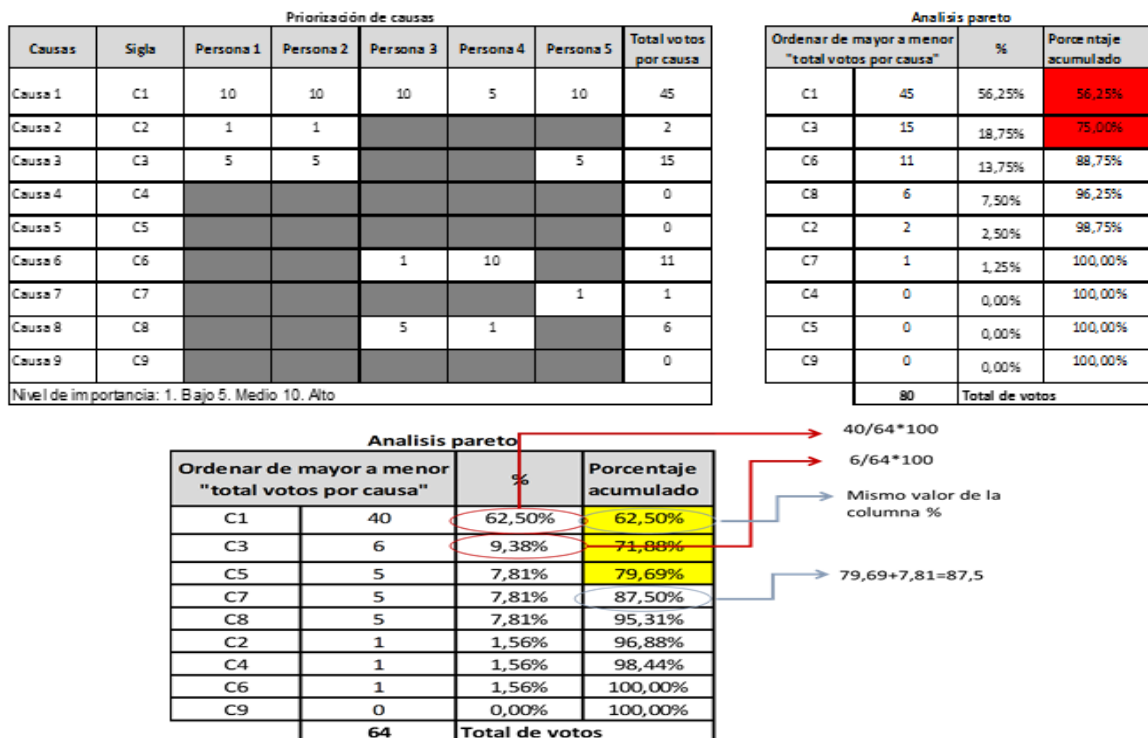 Priorización de causas
Causas Sigla Persona 1 Persona 2 Persona 3 Persona 4 Persona 5 Total votos por causa
Causa 1 C1 10 10 10 5 10 45
Causa 2 C2 1 1 2
Causa 3 C3 5 5 5 15
Causa 4 C4 0
Causa 5 C5 0
Causa 6 C6 1 10 11
Causa 7 C7 1 1
Causa 8 C8 5 1 6
Causa 9 C9 0
Nivel de importancia: 1. Bajo 5. Medio 10. Alto
Analisis pareto
Ordenar de mayor a menor "total votos por causa" % Porcentaje acumulado
C1 45 56,25% 56,25%
C3 15 18,75% 75,00%
C6 11 13,75% 88,75%
C8 6 7,50% 96,25%
C2 2 2,50% 98,75%
C7 1 1,25% 100,00%
C4 0 0,00% 100,00%
C5 0 0,00% 100,00%
C9 0 0,00% 100,00%
80 Total de votos
Analisis pareto
Ordenar de mayor a menor "total votos por causa" % Porcentaje acumulado
C1 40 62,50% 62,50%
C3 6 9,38% 71,88%
C5 5 7,81% 79,69%
C7 5 7,81% 87,50%
C8 5 7,81% 95,31%
C2 1 1,56% 96,88%
C4 1 1,56% 98,44%
C6 1 1,56% 100,00%
C9 0 0,00% 100,00%
64 Total de votos
40/64*100
6/64*100
Mismo valor de la
columna %
79,69+7,81=87,5